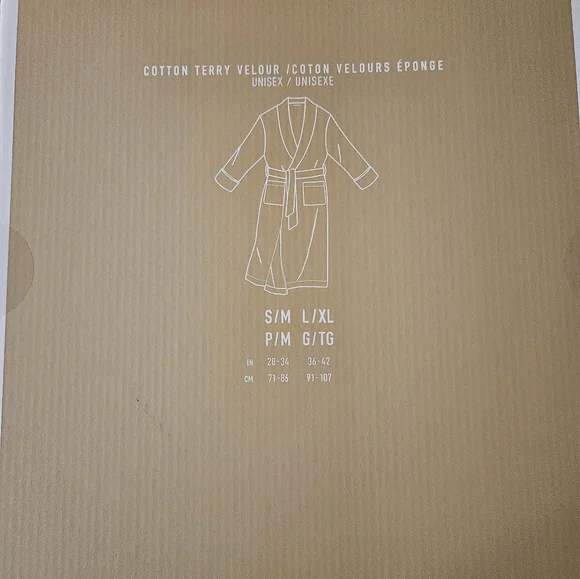 COTTON TERRY VELOUR /COTON VELOURS ÉPONGE
UNISEX / UNISEXE
S/M L/XL
P/M G/TG
IN 28-34 36-42
CM 71-86 91-107